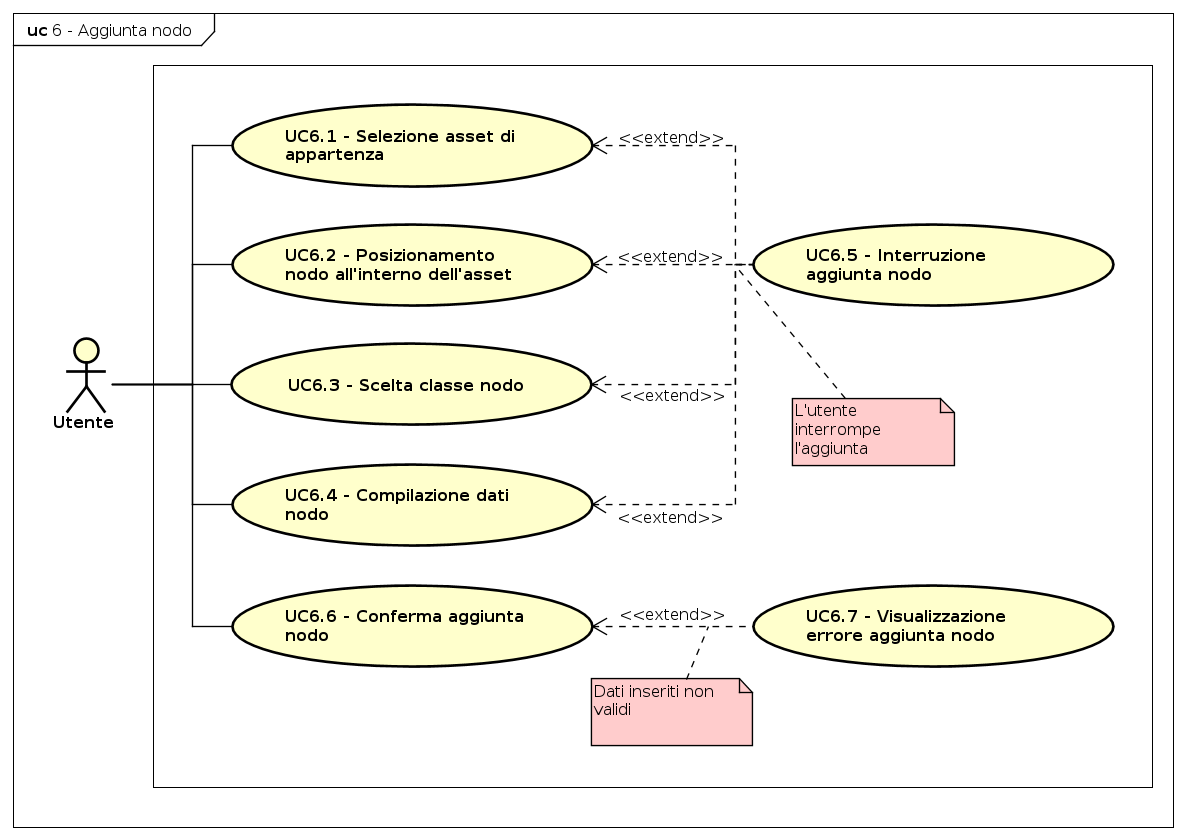 uc 6 - Aggiunta nodo
UC6.1 - Selezione asset di
appartenza
<<extend>>
UC6.2 - Posizionamento
nodo all'interno dell'asset
<<extend>>
UC6.5 - Interruzione
aggiunta nodo
Utente
UC6.3 - Scelta classe nodo
<<extend>>
L'utente
interrompe
l'aggiunta
UC6.4 - Compilazione dati
nodo
<<extend>>
UC6.6 - Conferma aggiunta
nodo
<<extend>>
UC6.7 - Visualizzazione
errore aggiunta nodo
Dati inseriti non
validi